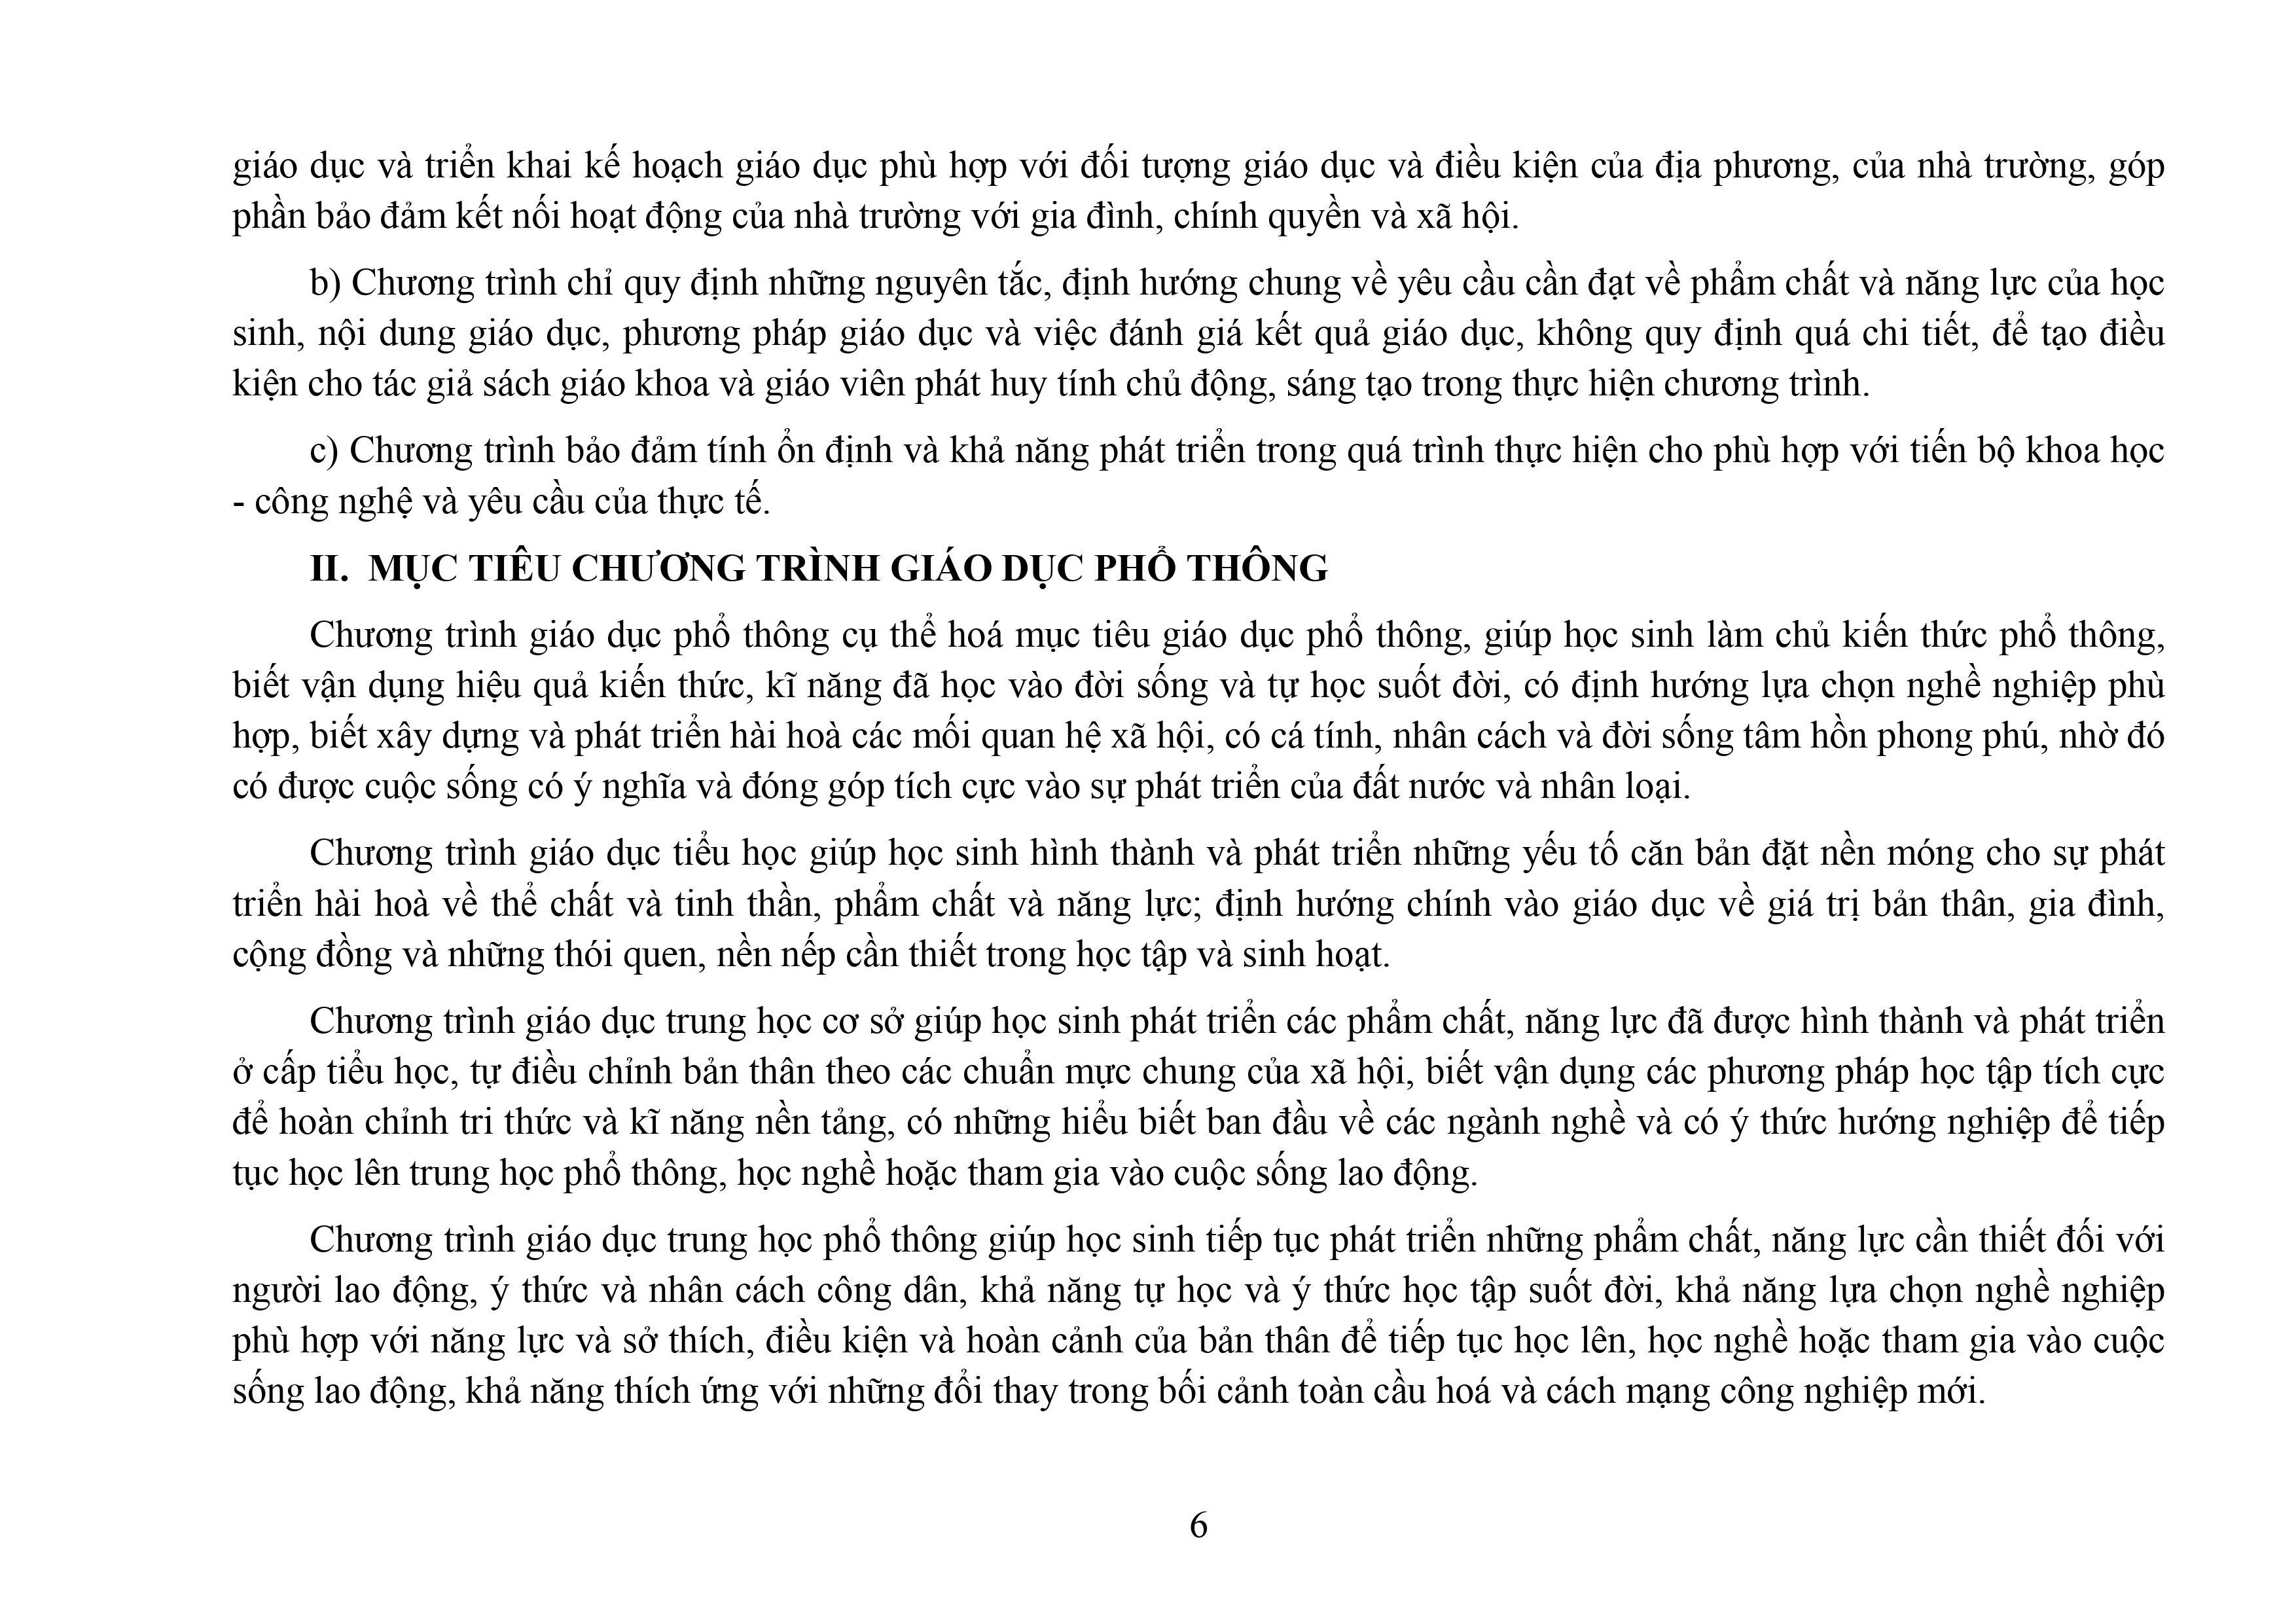 giáo dục và triển khai kế hoạch giáo dục phù hợp với đối tượng giáo dục và điều kiện của địa phương, của nhà trường, góp
phần bảo đảm kết nối hoạt động của nhà trường với gia đình, chính quyền và xã hội.
b) Chương trình chỉ quy định những nguyên tắc, định hướng chung về yêu cầu cần đạt về phẩm chất và năng lực của học
sinh, nội dung giáo dục, phương pháp giáo dục và việc đánh giá kết quả giáo dục, không quy định quá chi tiết, để tạo điều
kiện cho tác giả sách giáo khoa và giáo viên phát huy tính chủ động, sáng tạo trong thực hiện chương trình.
c) Chương trình bảo đảm tính ổn định và khả năng phát triển trong quá trình thực hiện cho phù hợp với tiến bộ khoa học
- công nghệ và yêu cầu của thực tế.
II. MỤC TIÊU CHƯƠNG TRÌNH GIÁO DỤC PHỔ THÔNG
Chương trình giáo dục phổ thông cụ thể hoá mục tiêu giáo dục phổ thông, giúp học sinh làm chủ kiến thức phổ thông,
biết vận dụng hiệu quả kiến thức, kĩ năng đã học vào đời sống và tự học suốt đời, có định hướng lựa chọn nghề nghiệp phù
hợp, biết xây dựng và phát triển hài hoà các mối quan hệ xã hội, có cá tính, nhân cách và đời sống tâm hồn phong phú, nhờ đó
có được cuộc sống có ý nghĩa và đóng góp tích cực vào sự phát triển của đất nước và nhân loại.
Chương trình giáo dục tiểu học giúp học sinh hình thành và phát triển những yếu tố căn bản đặt nền móng cho sự phát
triển hài hoà về thể chất và tinh thần, phẩm chất và năng lực; định hướng chính vào giáo dục về giá trị bản thân, gia đình,
cộng đồng và những thói quen, nền nếp cần thiết trong học tập và sinh hoạt.
Chương trình giáo dục trung học cơ sở giúp học sinh phát triển các phẩm chất, năng lực đã được hình thành và phát triển
ở cấp tiểu học, tự điều chỉnh bản thân theo các chuẩn mực chung của xã hội, biết vận dụng các phương pháp học tập tích cực
để hoàn chỉnh tri thức và kĩ năng nền tảng, có những hiểu biết ban đầu về các ngành nghề và có ý thức hướng nghiệp để tiếp
tục học lên trung học phổ thông, học nghề hoặc tham gia vào cuộc sống lao động.
Chương trình giáo dục trung học phổ thông giúp học sinh tiếp tục phát triển những phẩm chất, năng lực cần thiết đối với
người lao động, ý thức và nhân cách công dân, khả năng tự học và ý thức học tập suốt đời, khả năng lựa chọn nghề nghiệp
phù hợp với năng lực và sở thích, điều kiện và hoàn cảnh của bản thân để tiếp tục học lên, học nghề hoặc tham gia vào cuộc
sống lao động, khả năng thích ứng với những đổi thay trong bối cảnh toàn cầu hoá và cách mạng công nghiệp mới.
6